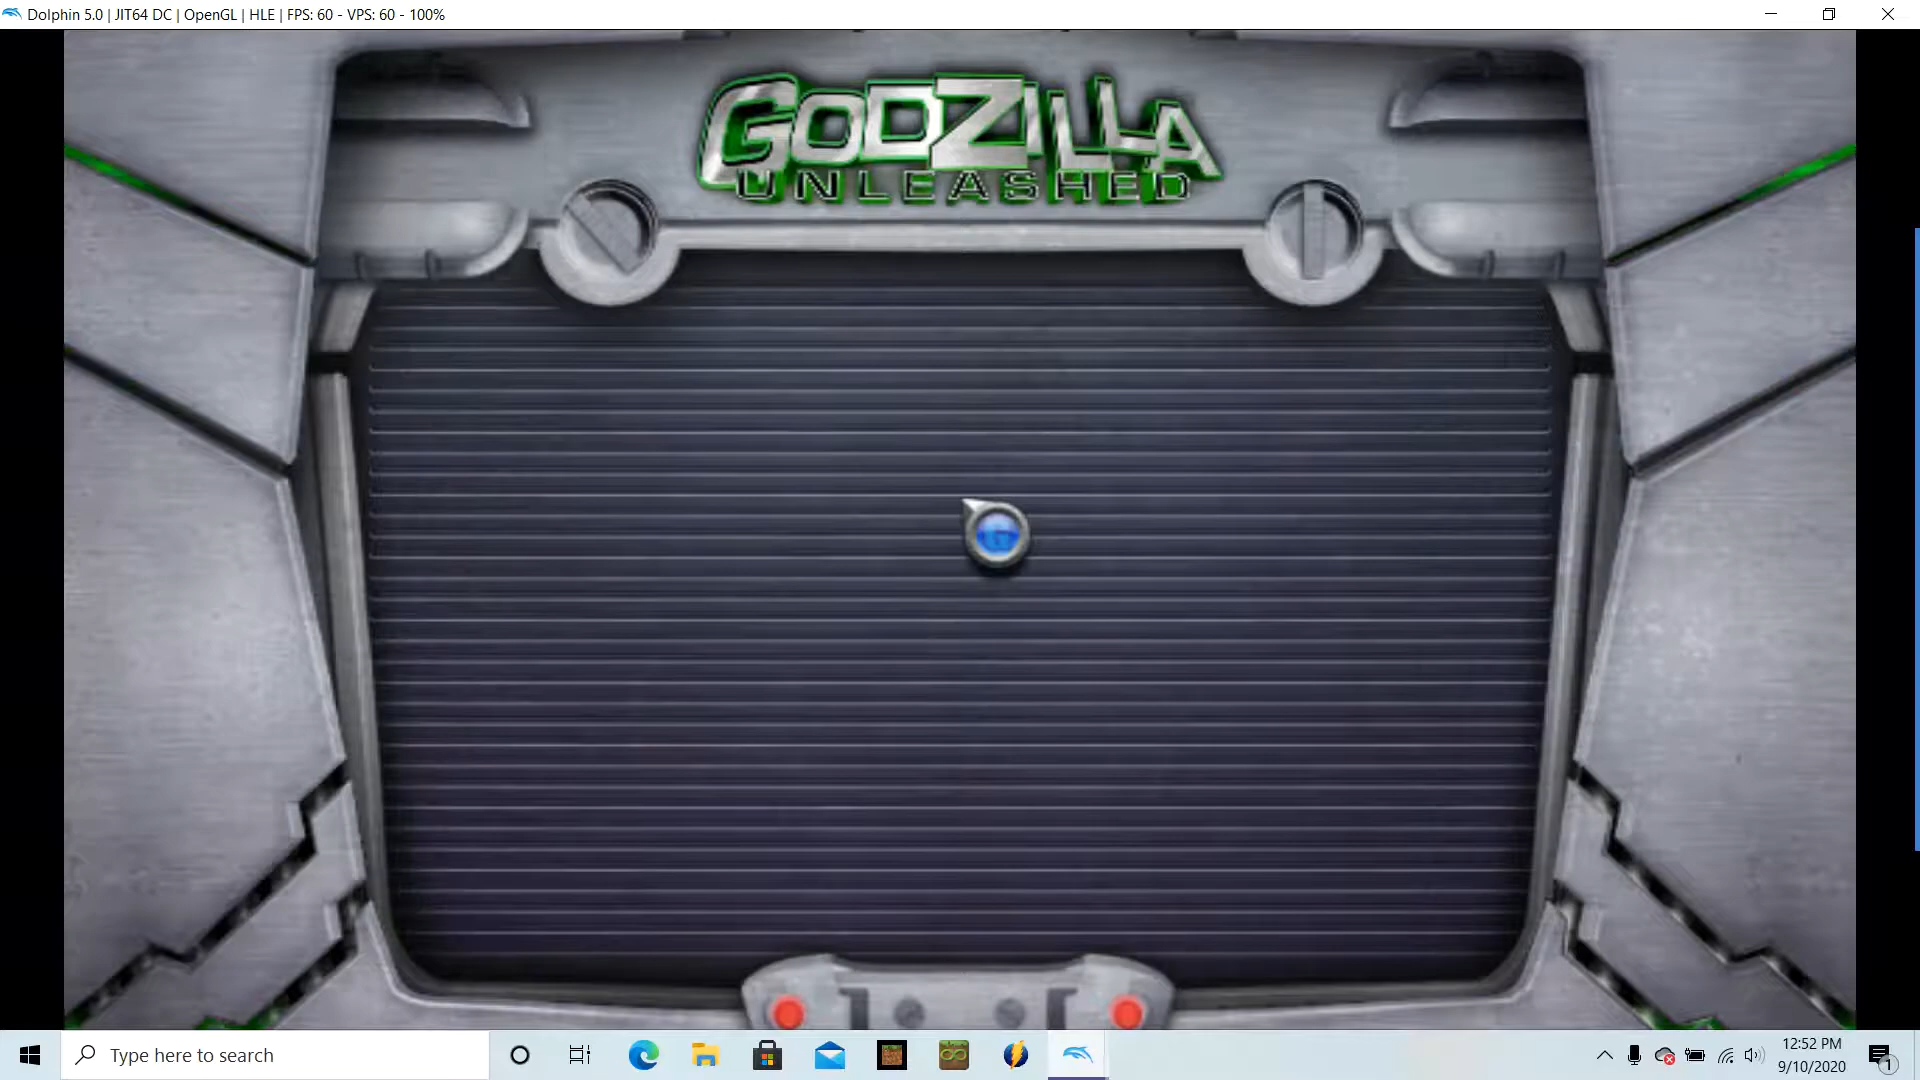 Dolphin 5.0 | JIT64 DC | OpenGL | HLE | FPS: 60 - VPS: 60 - 100%
GODZILLA
UNLEASHED
G
Type here to search
12:52 PM
9/10/2020
1